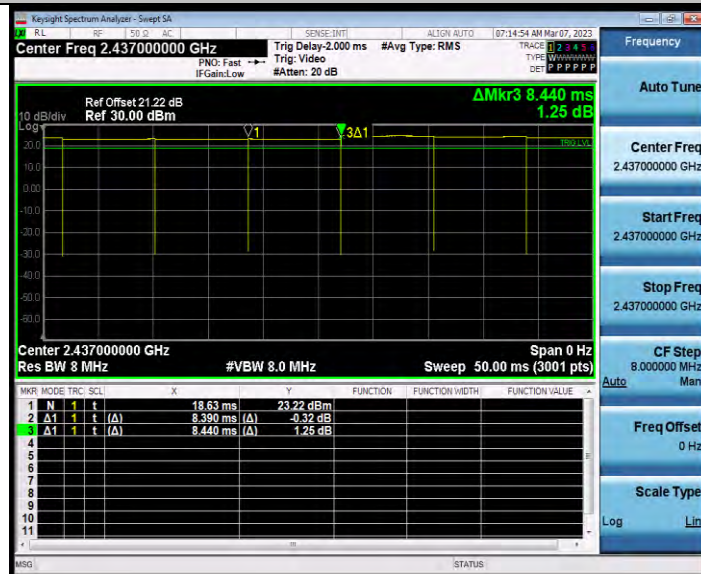 Keysight Spectrum Analyzer - Swept SA
RL RF 50 Ω AC SENSE:INT ALIGN AUTO 07:14:54 AM Mar 07, 2023
Center Freq 2.437000000 GHz
PNO: Fast
IFGain:Low
Trig Delay-2.000 ms
Trig: Video
#Atten: 20 dB
#Avg Type: RMS
TRACE 1 2 3 4 5 6
TYPE WWWWWW
DET P P P P P P
Frequency
Auto Tune
Ref Offset 21.22 dB
10 dB/div Ref 30.00 dBm
ΔMkr3 8.440 ms
1.25 dB
Log
1
3Δ1
TRIG LVL
20.0
10.0
0.00
-10.0
-20.0
-30.0
-40.0
-50.0
-60.0
Center Freq
2.437000000 GHz
Start Freq
2.437000000 GHz
Stop Freq
2.437000000 GHz
Center 2.437000000 GHz Span 0 Hz
Res BW 8 MHz #VBW 8.0 MHz Sweep 50.00 ms (3001 pts)
CF Step
8.000000 MHz
Auto Man
MKR MODE TRC SCL X Y FUNCTION FUNCTION WIDTH FUNCTION VALUE
1 N 1 t 18.63 ms 23.22 dBm
2 Δ1 1 t (Δ) 8.390 ms (Δ) -0.32 dB
3 Δ1 1 t (Δ) 8.440 ms (Δ) 1.25 dB
4
5
6
7
8
9
10
11
Freq Offset
0 Hz
Scale Type
Log Lin
MSG STATUS